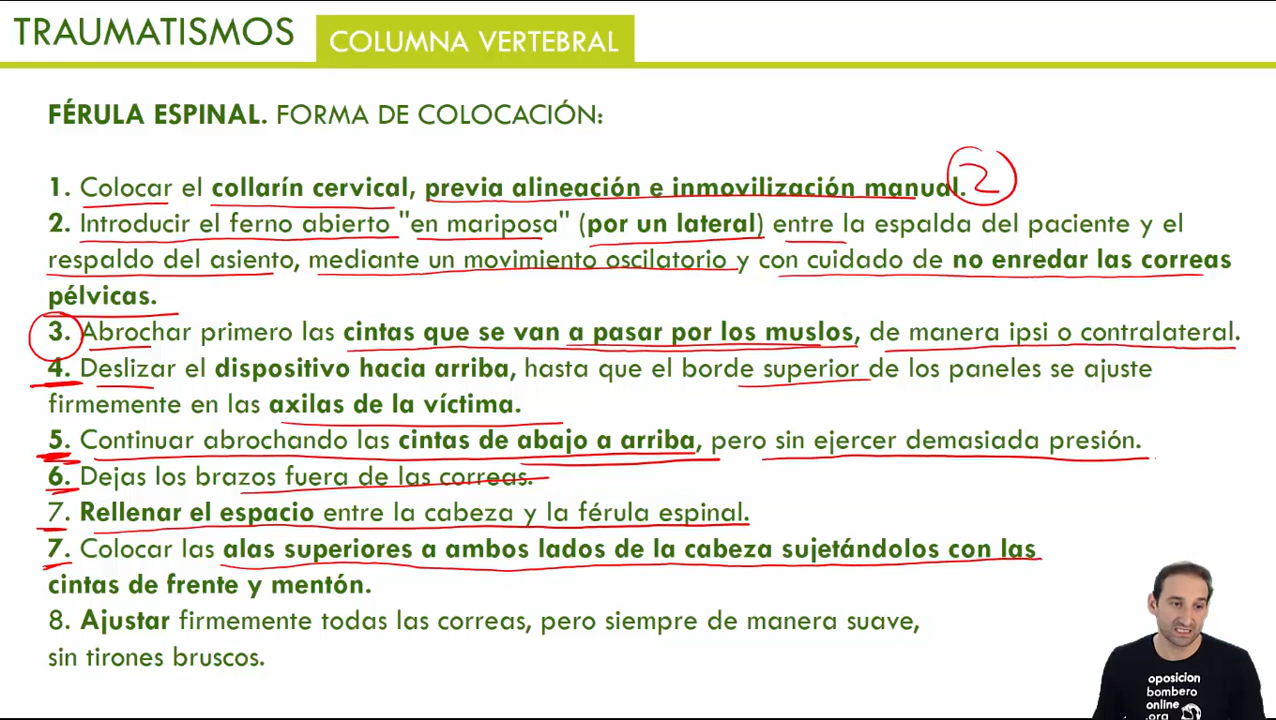 TRAUMATISMOS
COLUMNA VERTEBRAL
FÉRULA ESPINAL. FORMA DE COLOCACIÓN:
1. Colocar el collarín cervical, previa alineación e inmovilización manual. 2
2. Introducir el ferno abierto "en mariposa" (por un lateral) entre la espalda del paciente y el
respaldo del asiento, mediante un movimiento oscilatorio y con cuidado de no enredar las correas
pélvicas.
3. Abrochar primero las cintas que se van a pasar por los muslos, de manera ipsi o contralateral.
4. Deslizar el dispositivo hacia arriba, hasta que el borde superior de los paneles se ajuste
firmemente en las axilas de la víctima.
5. Continuar abrochando las cintas de abajo a arriba, pero sin ejercer demasiada presión.
6. Dejas los brazos fuera de las correas.
7. Rellenar el espacio entre la cabeza y la férula espinal.
7. Colocar las alas superiores a ambos lados de la cabeza sujetándolos con las
cintas de frente y mentón.
8. Ajustar firmemente todas las correas, pero siempre de manera suave,
sin tirones bruscos.
oposicion
bombero
online
.org